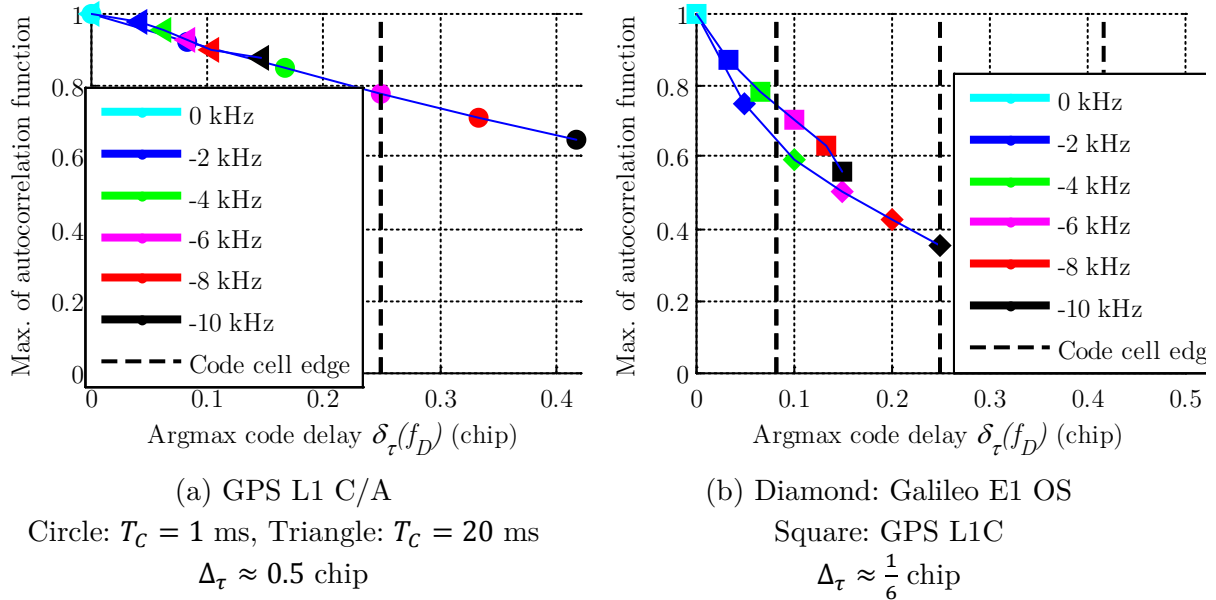 Max. of autocorrelation function
1
0.8
0.6
0.4
0.2
0
0 kHz
-2 kHz
-4 kHz
-6 kHz
-8 kHz
-10 kHz
Code cell edge
0
0.1
0.2
0.3
0.4
Argmax code delay δτ(fD) (chip)
(a) GPS L1 C/A
Circle: TC = 1 ms, Triangle: TC = 20 ms
Δτ ≈ 0.5 chip
Max. of autocorrelation function
1
0.8
0.6
0.4
0.2
0
0 kHz
-2 kHz
-4 kHz
-6 kHz
-8 kHz
-10 kHz
Code cell edge
0
0.1
0.2
0.3
0.4
0.5
Argmax code delay δτ(fD) (chip)
(b) Diamond: Galileo E1 OS
Square: GPS L1C
Δτ ≈ 1/6 chip